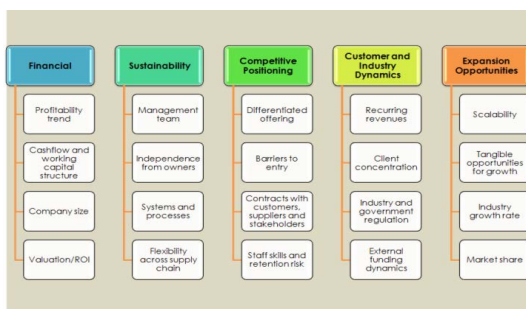 Financial
Profitability
trend
Cashflow and
working
capital
structure
Company size
Valuation/ROI
Sustainability
Management
team
Independence
from owners
Systems and
processes
Flexibility
across supply
chain
Competitive
Positioning
Differentiated
offering
Barriers to
entry
Contracts with
customers,
suppliers and
stakeholders
Staff skills and
retention risk
Customer and
Industry
Dynamics
Recurring
revenues
Client
concentration
Industry and
government
regulation
External
funding
dynamics
Expansion
Opportunities
Scalability
Tangible
opportunities
for growth
Industry
growth rate
Market share